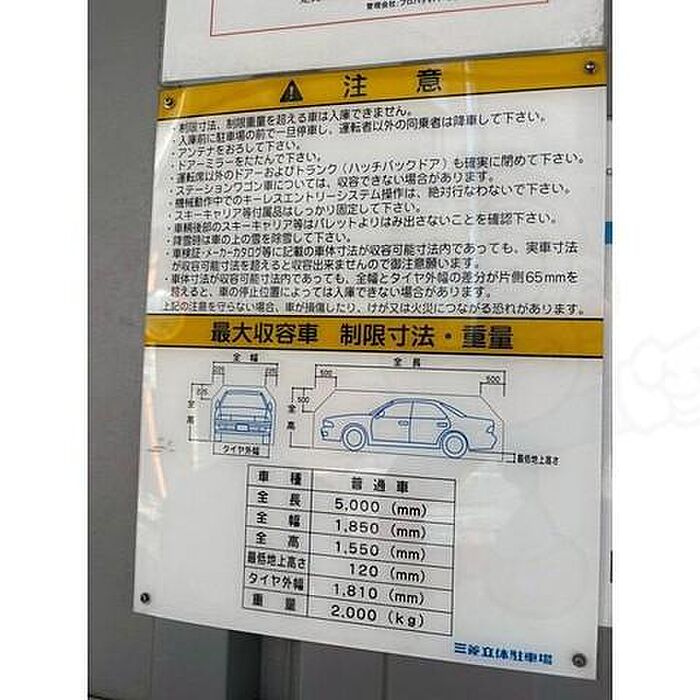 注 意
・制限寸法、制限重量を超える車は入庫できません。
・入庫前に駐車場の前で一旦停車し、運転者以外の同乗者は降車して下さい。
・アンテナをおろして下さい。
・ドアーミラーをたたんで下さい。
・運転席以外のドアーおよびトランク(ハッチバックドア)も確実に閉めて下さい。
・ステーションワゴン車については、収容できない場合があります。
・機械動作中でのキーレスエントリーシステム操作は、絶対行なわないで下さい。
・スキーキャリア等付属品はしっかり固定して下さい。
・車輌後部のスキーキャリア等はパレットよりはみ出さないことを確認下さい。
・降雪時は車の上の雪を除雪して下さい。
・車検証・メーカーカタログ等に記載の車体寸法が収容可能寸法内であっても、実車寸法
が収容可能寸法を超えると収容出来ませんので御注意願います。
・車体寸法が収容可能寸法内であっても、全幅とタイヤ外幅の差分が片側65mmを
超えると、車の停止位置によっては入庫できない場合があります。
上記の注意を守らない場合、車が損傷したり、けが又は火災につながる恐れがあります。
最大収容車 制限寸法・重量
全 幅
225 225
225
全 高
タイヤ外幅
全 長
500 500
500
全 高
最低地上高さ
車 種 普 通 車
全 長 5,000 (mm)
全 幅 1,850 (mm)
全 高 1,550 (mm)
最低地上高さ 120 (mm)
タイヤ外幅 1,810 (mm)
重 量 2,000 (kg)
三菱立体駐車場